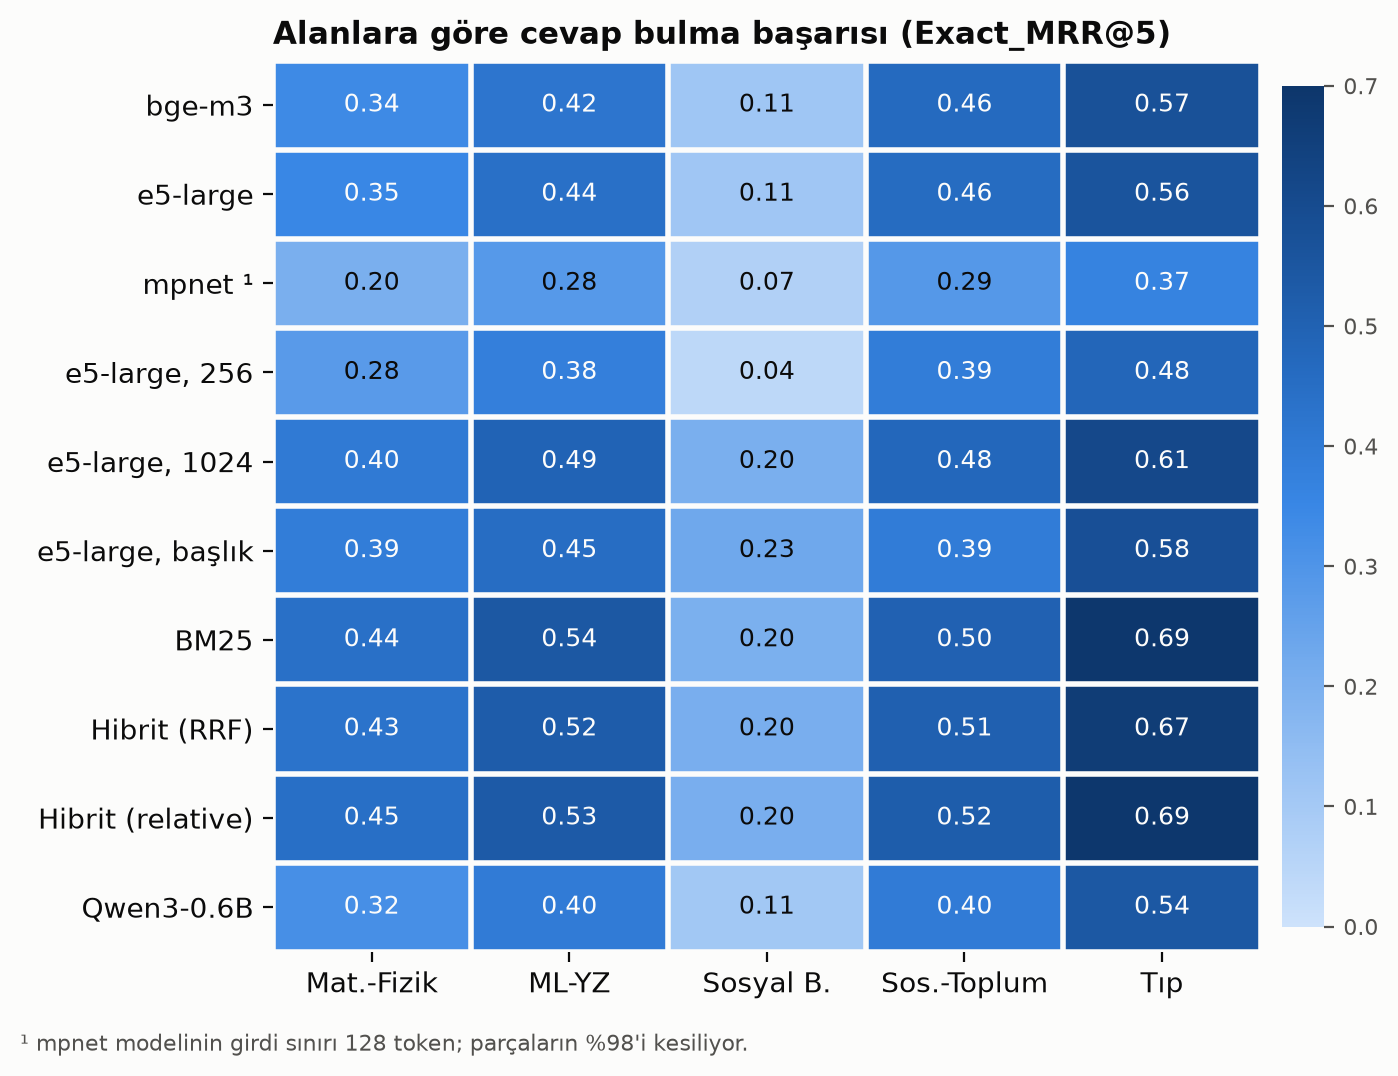 Alanlara göre cevap bulma başarısı (Exact_MRR@5)
bge-m3 0.34 0.42 0.11 0.46 0.57
e5-large 0.35 0.44 0.11 0.46 0.56
mpnet ¹ 0.20 0.28 0.07 0.29 0.37
e5-large, 256 0.28 0.38 0.04 0.39 0.48
e5-large, 1024 0.40 0.49 0.20 0.48 0.61
e5-large, başlık 0.39 0.45 0.23 0.39 0.58
BM25 0.44 0.54 0.20 0.50 0.69
Hibrit (RRF) 0.43 0.52 0.20 0.51 0.67
Hibrit (relative) 0.45 0.53 0.20 0.52 0.69
Qwen3-0.6B 0.32 0.40 0.11 0.40 0.54
Mat.-Fizik ML-YZ Sosyal B. Sos.-Toplum Tıp
0.7
0.6
0.5
0.4
0.3
0.2
0.1
0.0
¹ mpnet modelinin girdi sınırı 128 token; parçaların %98'i kesiliyor.